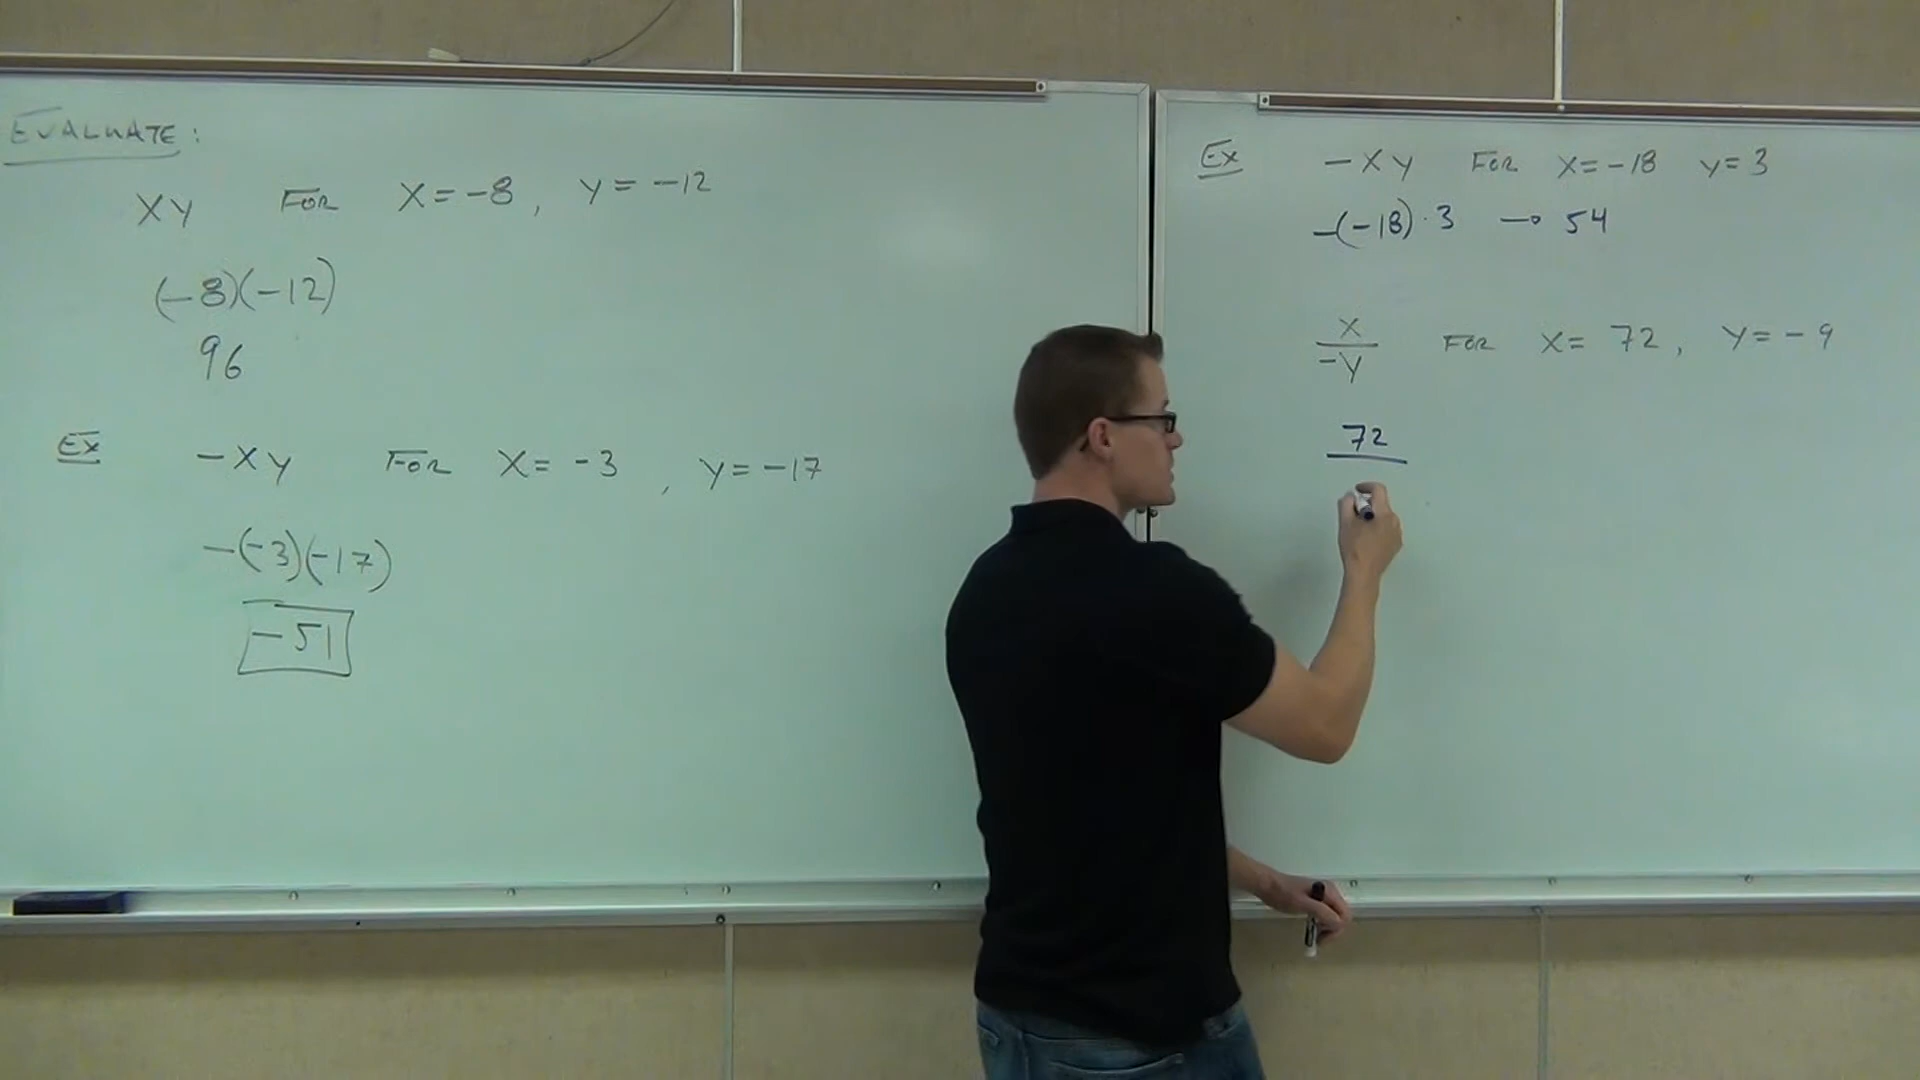 EVALUATE:
XY FOR X=-8, Y=-12
(-8)(-12)
96
Ex -XY FOR X=-3, Y=-17
-(-3)(-17)
-51
Ex -XY FOR X=-18 Y=3
-(-18)·3 → 54
X/-Y FOR X= 72, Y=-9
72